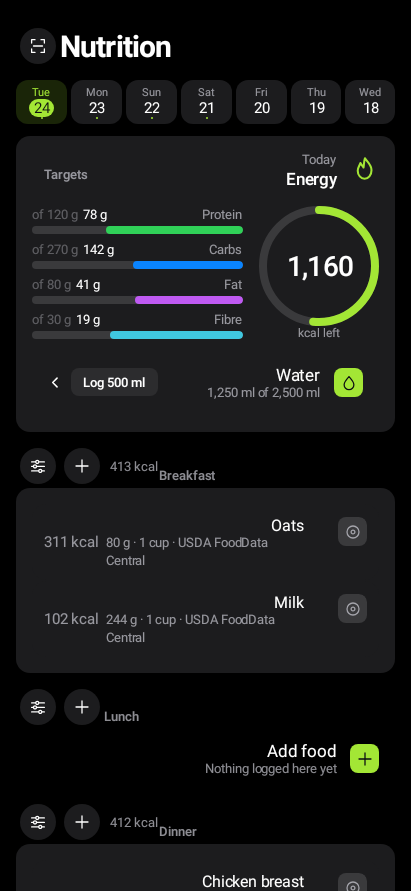 Nutrition
Tue Mon Sun Sat Fri Thu Wed
24 23 22 21 20 19 18
Today
Targets
Energy
of 120 g 78 g Protein
of 270 g 142 g Carbs
of 80 g 41 g Fat
of 30 g 19 g Fibre
1,160
kcal left
Log 500 ml
Water
1,250 ml of 2,500 ml
413 kcal Breakfast
Oats
311 kcal 80 g · 1 cup · USDA FoodData
Central
Milk
102 kcal 244 g · 1 cup · USDA FoodData
Central
Lunch
Add food
Nothing logged here yet
412 kcal Dinner
Chicken breast